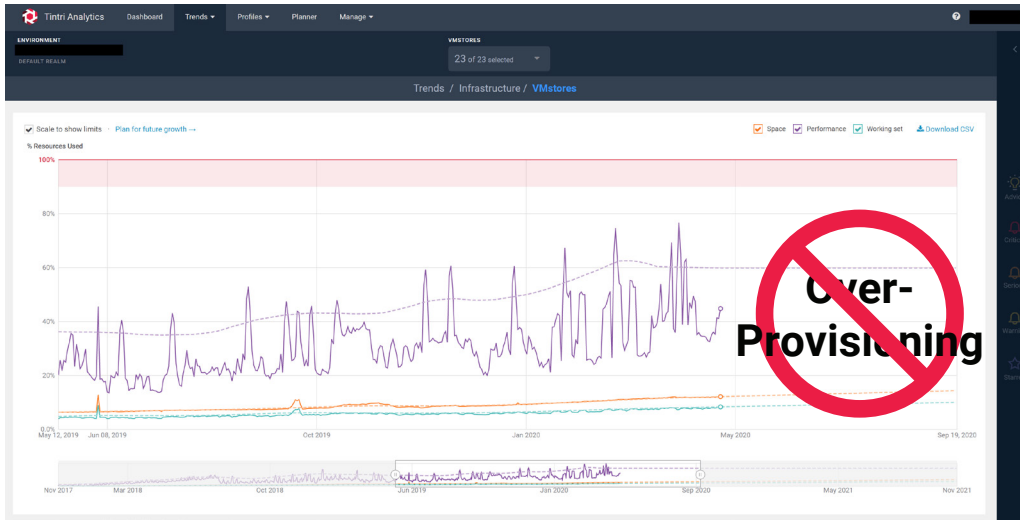 Tintri Analytics Dashboard Trends Profiles Planner Manage
ENVIRONMENT
VMSTORES
DEFAULT REALM
23 of 23 selected
Trends / Infrastructure / VMstores
Scale to show limits · Plan for future growth →
Space Performance Working set Download CSV
% Resources Used
100%
80%
60%
40%
20%
0.0%
Over-
Provisioning
May 12, 2019 Jun 08, 2019 Oct 2019 Jan 2020 May 2020 Sep 19, 2020
Nov 2017 Mar 2018 Oct 2018 Jun 2019 Jan 2020 Sep 2020 May 2021 Nov 2021